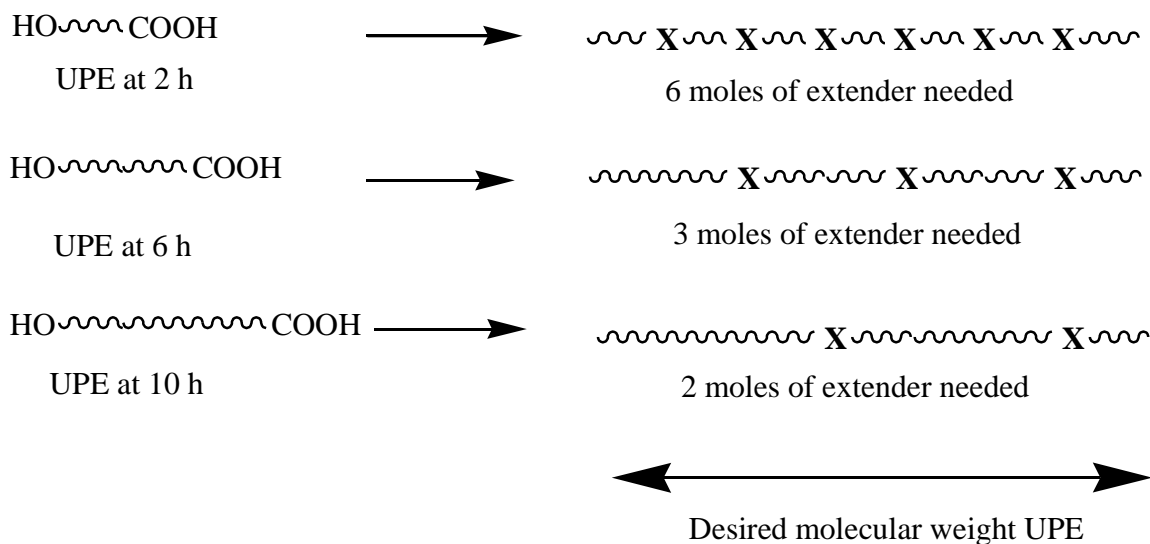 HO COOH
X X X X X X
UPE at 2 h
6 moles of extender needed
HO COOH
X X X
UPE at 6 h
3 moles of extender needed
HO COOH
X X
UPE at 10 h
2 moles of extender needed
Desired molecular weight UPE